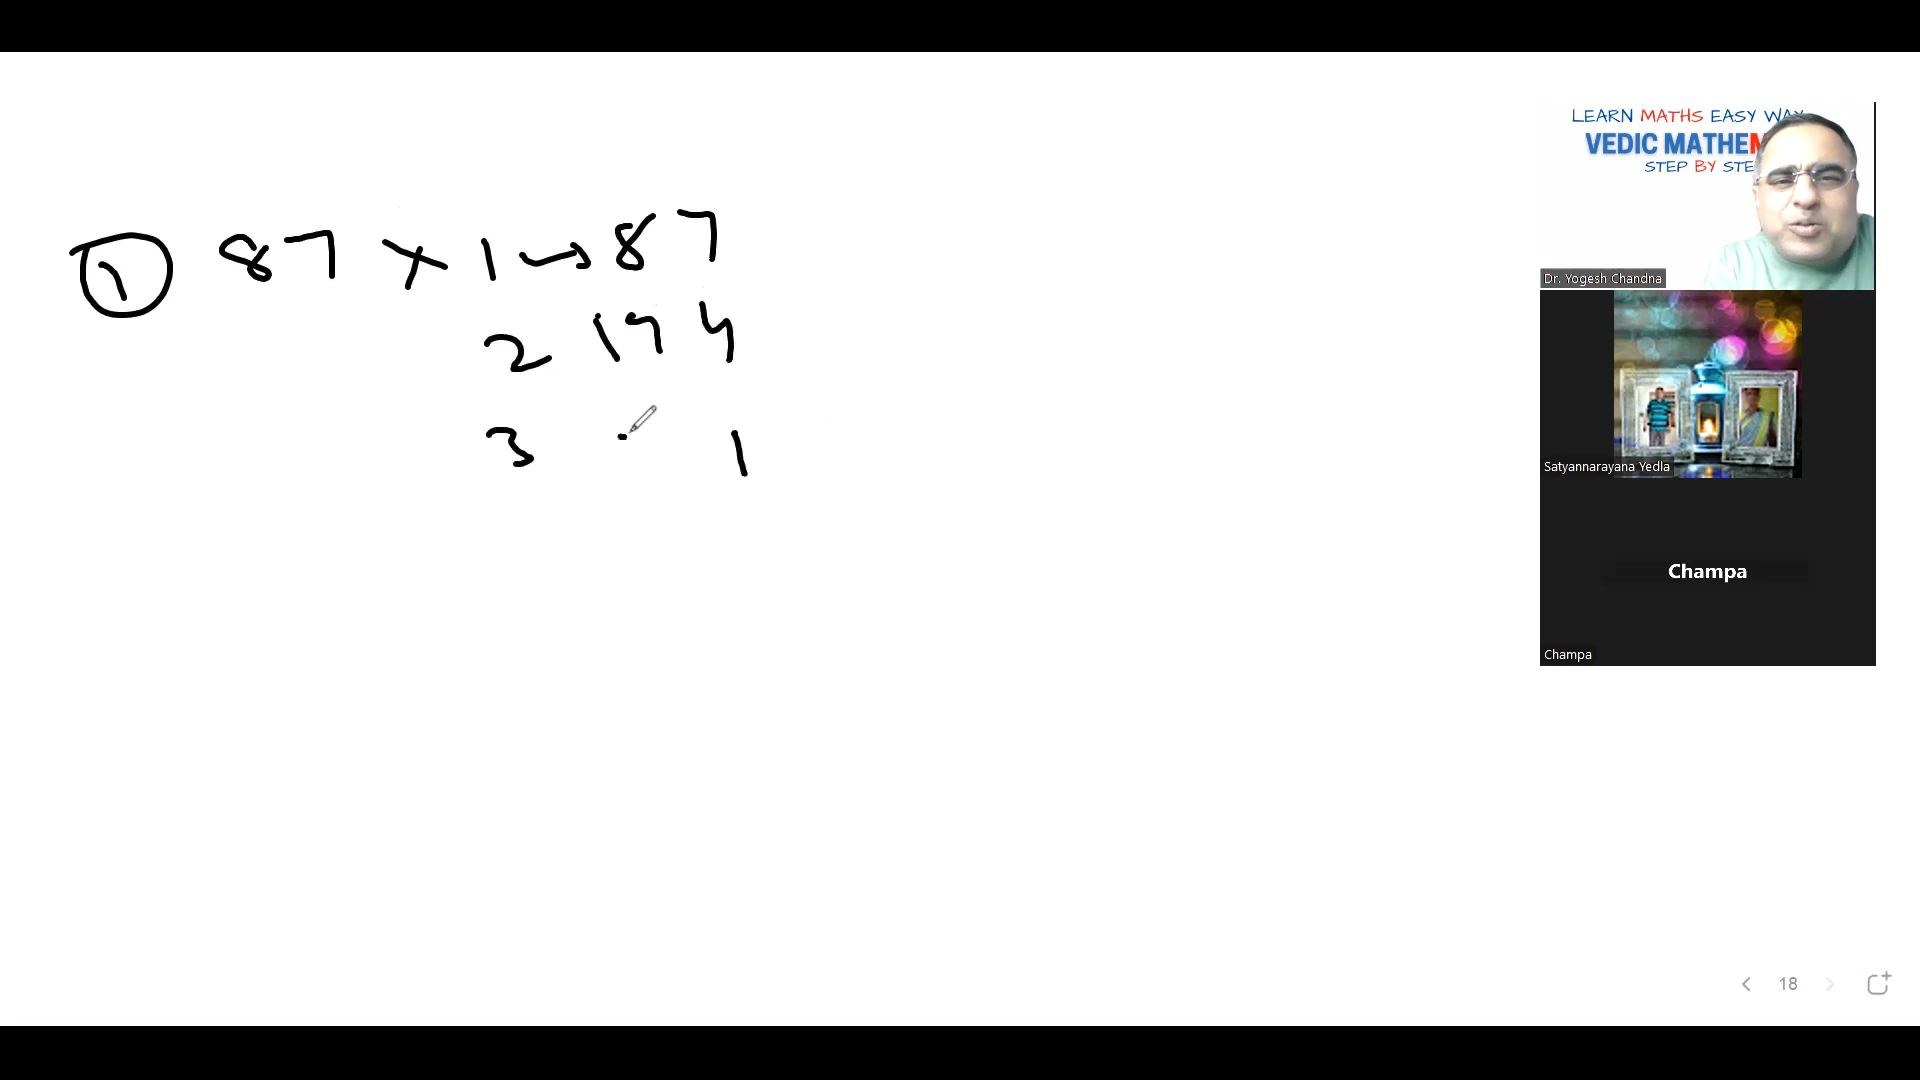 LEARN MATHS EASY WAY
VEDIC MATHEM
STEP BY STE
① 87 × 1 → 87
2 174
3 1
Dr. Yogesh Chandna
Satyannarayana Yedla
Champa
Champa
18